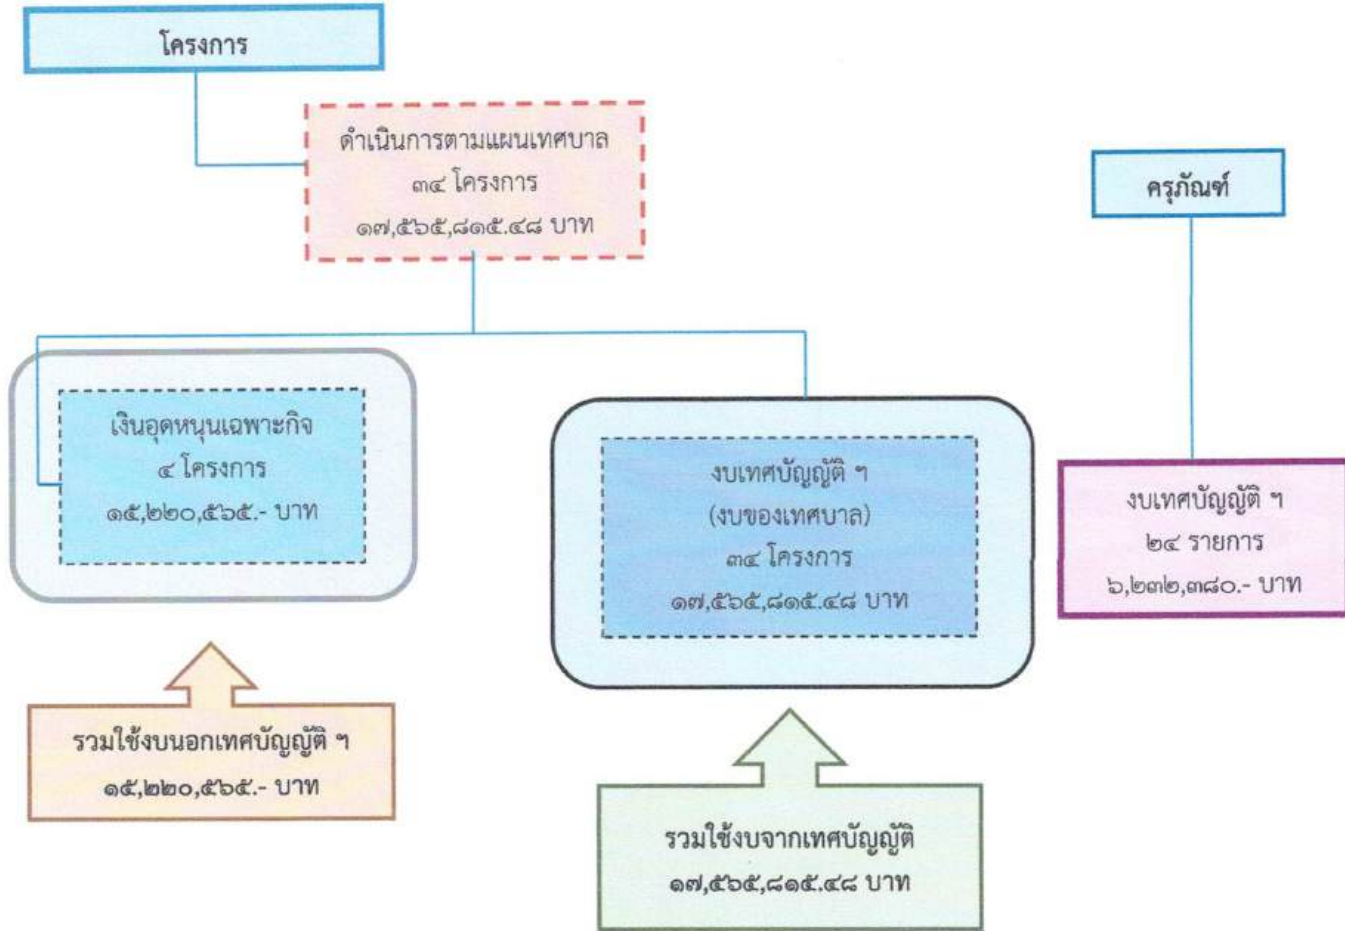 โครงการ
ดำเนินการตามแผนเทศบาล
๓๔ โครงการ
๑๗,๕๖๕,๘๑๕.๔๘ บาท
ครุภัณฑ์
เงินอุดหนุนเฉพาะกิจ
๔ โครงการ
๑๕,๒๒๐,๕๖๕.- บาท
งบเทศบัญญัติ ฯ
(งบของเทศบาล)
๓๔ โครงการ
๑๗,๕๖๕,๘๑๕.๔๘ บาท
งบเทศบัญญัติ ฯ
๒๔ รายการ
๖,๒๓๒,๓๘๐.- บาท
รวมใช้งบนอกเทศบัญญัติ ฯ
๑๕,๒๒๐,๕๖๕.- บาท
รวมใช้งบจากเทศบัญญัติ
๑๗,๕๖๕,๘๑๕.๔๘ บาท